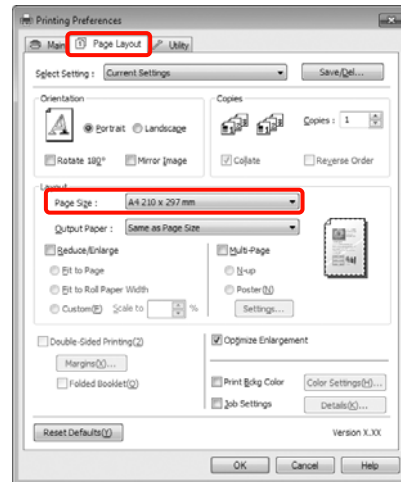 Printing Preferences
Main Page Layout Utility
Select Setting : Current Settings Save/Del...
Orientation Copies
Portrait Landscape Copies : 1
Rotate 180° Mirror Image Collate Reverse Order
Layout
Page Size : A4 210 x 297 mm
Output Paper : Same as Page Size
Reduce/Enlarge Multi-Page
Fit to Page N-up
Fit to Roll Paper Width Poster(N)
Custom(F) Scale to % Settings...
Double-Sided Printing(2) Optimize Enlargement
Margins(X)...
Folded Booklet(Q) Print Bckg Color Color Settings(H)...
Job Settings Details(K)...
Reset Defaults(Y) Version X.XX
OK Cancel Help